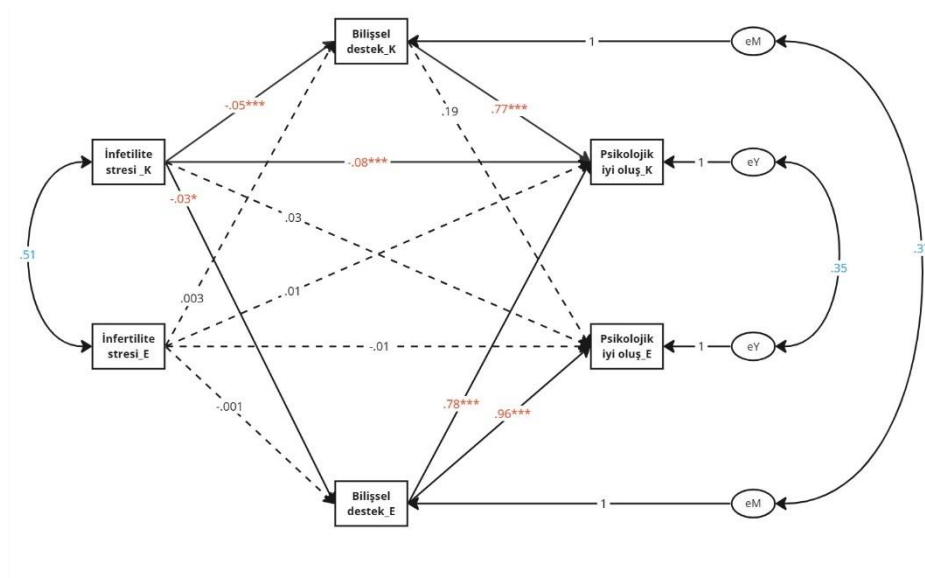 Bilişsel
destek_K
1
eM
-.05***
.77***
.19
İnfetilite
stresi _K
-.08***
Psikolojik
iyi oluş_K
1
eY
-.03*
.03
.51
.35
.01
.003
İnfertilite
stresi_E
-.01
Psikolojik
iyi oluş_E
1
eY
-.001
.78***
.96***
Bilişsel
destek_E
1
eM